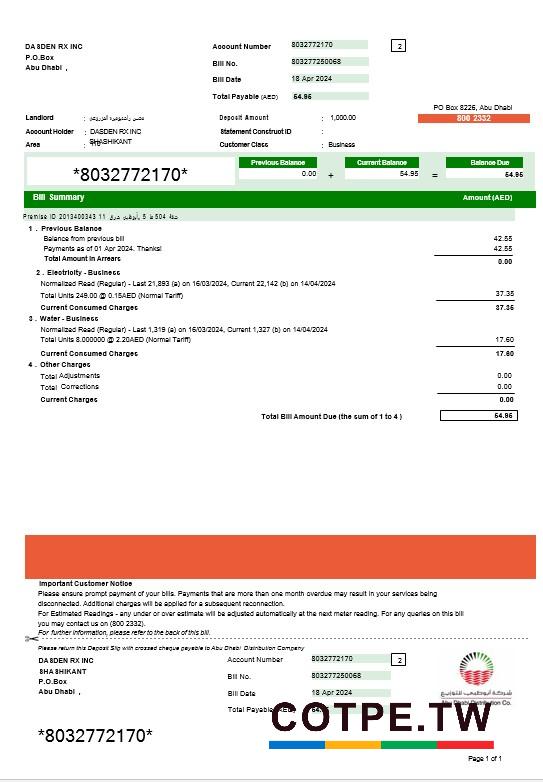 DASDEN RX INC
P.O.Box
Abu Dhabi ,
Account Number 8032772170 2
Bill No. 803277250068
Bill Date 18 Apr 2024
Total Payable (AED) 54.95
PO Box 8226, Abu Dhabi
800 2332
Landlord :
Deposit Amount : 1,000.00
Account Holder : DASDEN RX INC
Statement Construct ID :
Area : SHASHIKANT
Customer Class : Business
*8032772170*
Previous Balance Current Balance Balance Due
0.00 + 54.95 = 54.95
Bill Summary Amount (AED)
Premise ID 2013400343 11
1 . Previous Balance
Balance from previous bill 42.55
Payments as of 01 Apr 2024. Thanks! 42.55
Total Amount in Arrears 0.00
2 . Electricity - Business
Normalized Read (Regular) - Last 21,893 (a) on 16/03/2024, Current 22,142 (b) on 14/04/2024
Total Units 249.00 @ 0.15AED (Normal Tariff) 37.35
Current Consumed Charges 37.35
3 . Water - Business
Normalized Read (Regular) - Last 1,319 (a) on 16/03/2024, Current 1,327 (b) on 14/04/2024
Total Units 8.000000 @ 2.20AED (Normal Tariff) 17.60
Current Consumed Charges 17.60
4 . Other Charges
Total Adjustments 0.00
Total Corrections 0.00
Current Charges 0.00
Total Bill Amount Due (the sum of 1 to 4 ) 54.95
Important Customer Notice
Please ensure prompt payment of your bills. Payments that are more than one month overdue may result in your services being
disconnected. Additional charges will be applied for a subsequent reconnection.
For Estimated Readings - any under or over estimate will be adjusted automatically at the next meter reading. For any queries on this bill
you may contact us on (800 2332).
For further information, please refer to the back of this bill.
Please return this Deposit Slip with crossed cheque payable to Abu Dhabi Distribution Company
DASDEN RX INC
SHASHIKANT
P.O.Box
Abu Dhabi ,
Account Number 8032772170 2
Bill No. 803277250068
Bill Date 18 Apr 2024
Total Payable
شركة أبوظبي للتوزيع
Abu Dhabi Distribution Co.
COTPE.TW
*8032772170*
Page 1 of 1